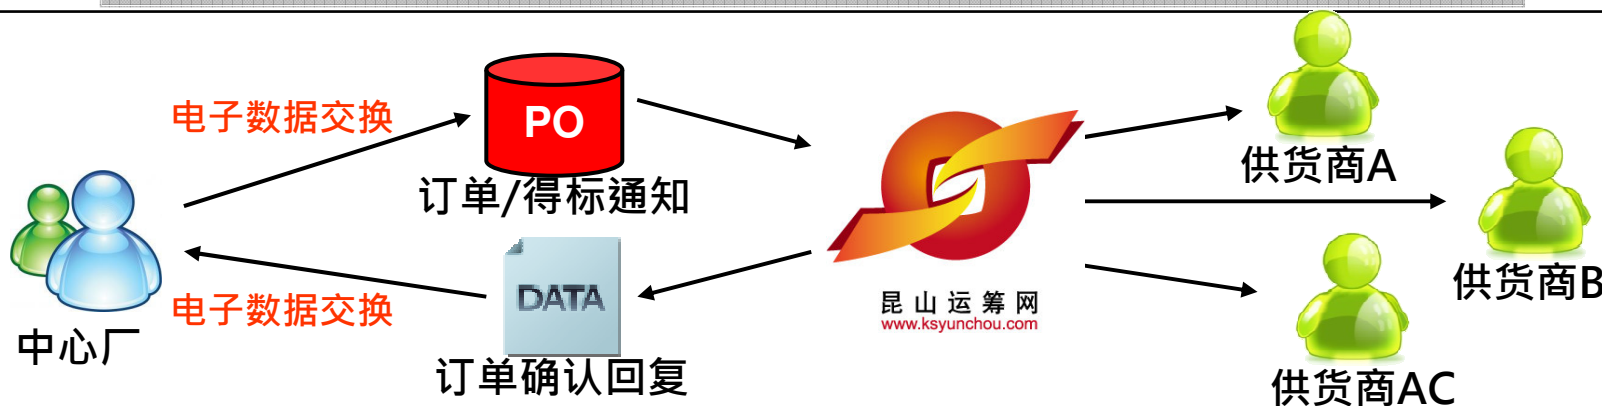 电子数据交换
PO
订单/得标通知
供货商A
供货商B
昆山运筹网
www.ksyunchou.com
DATA
电子数据交换
中心厂
订单确认回复
供货商AC